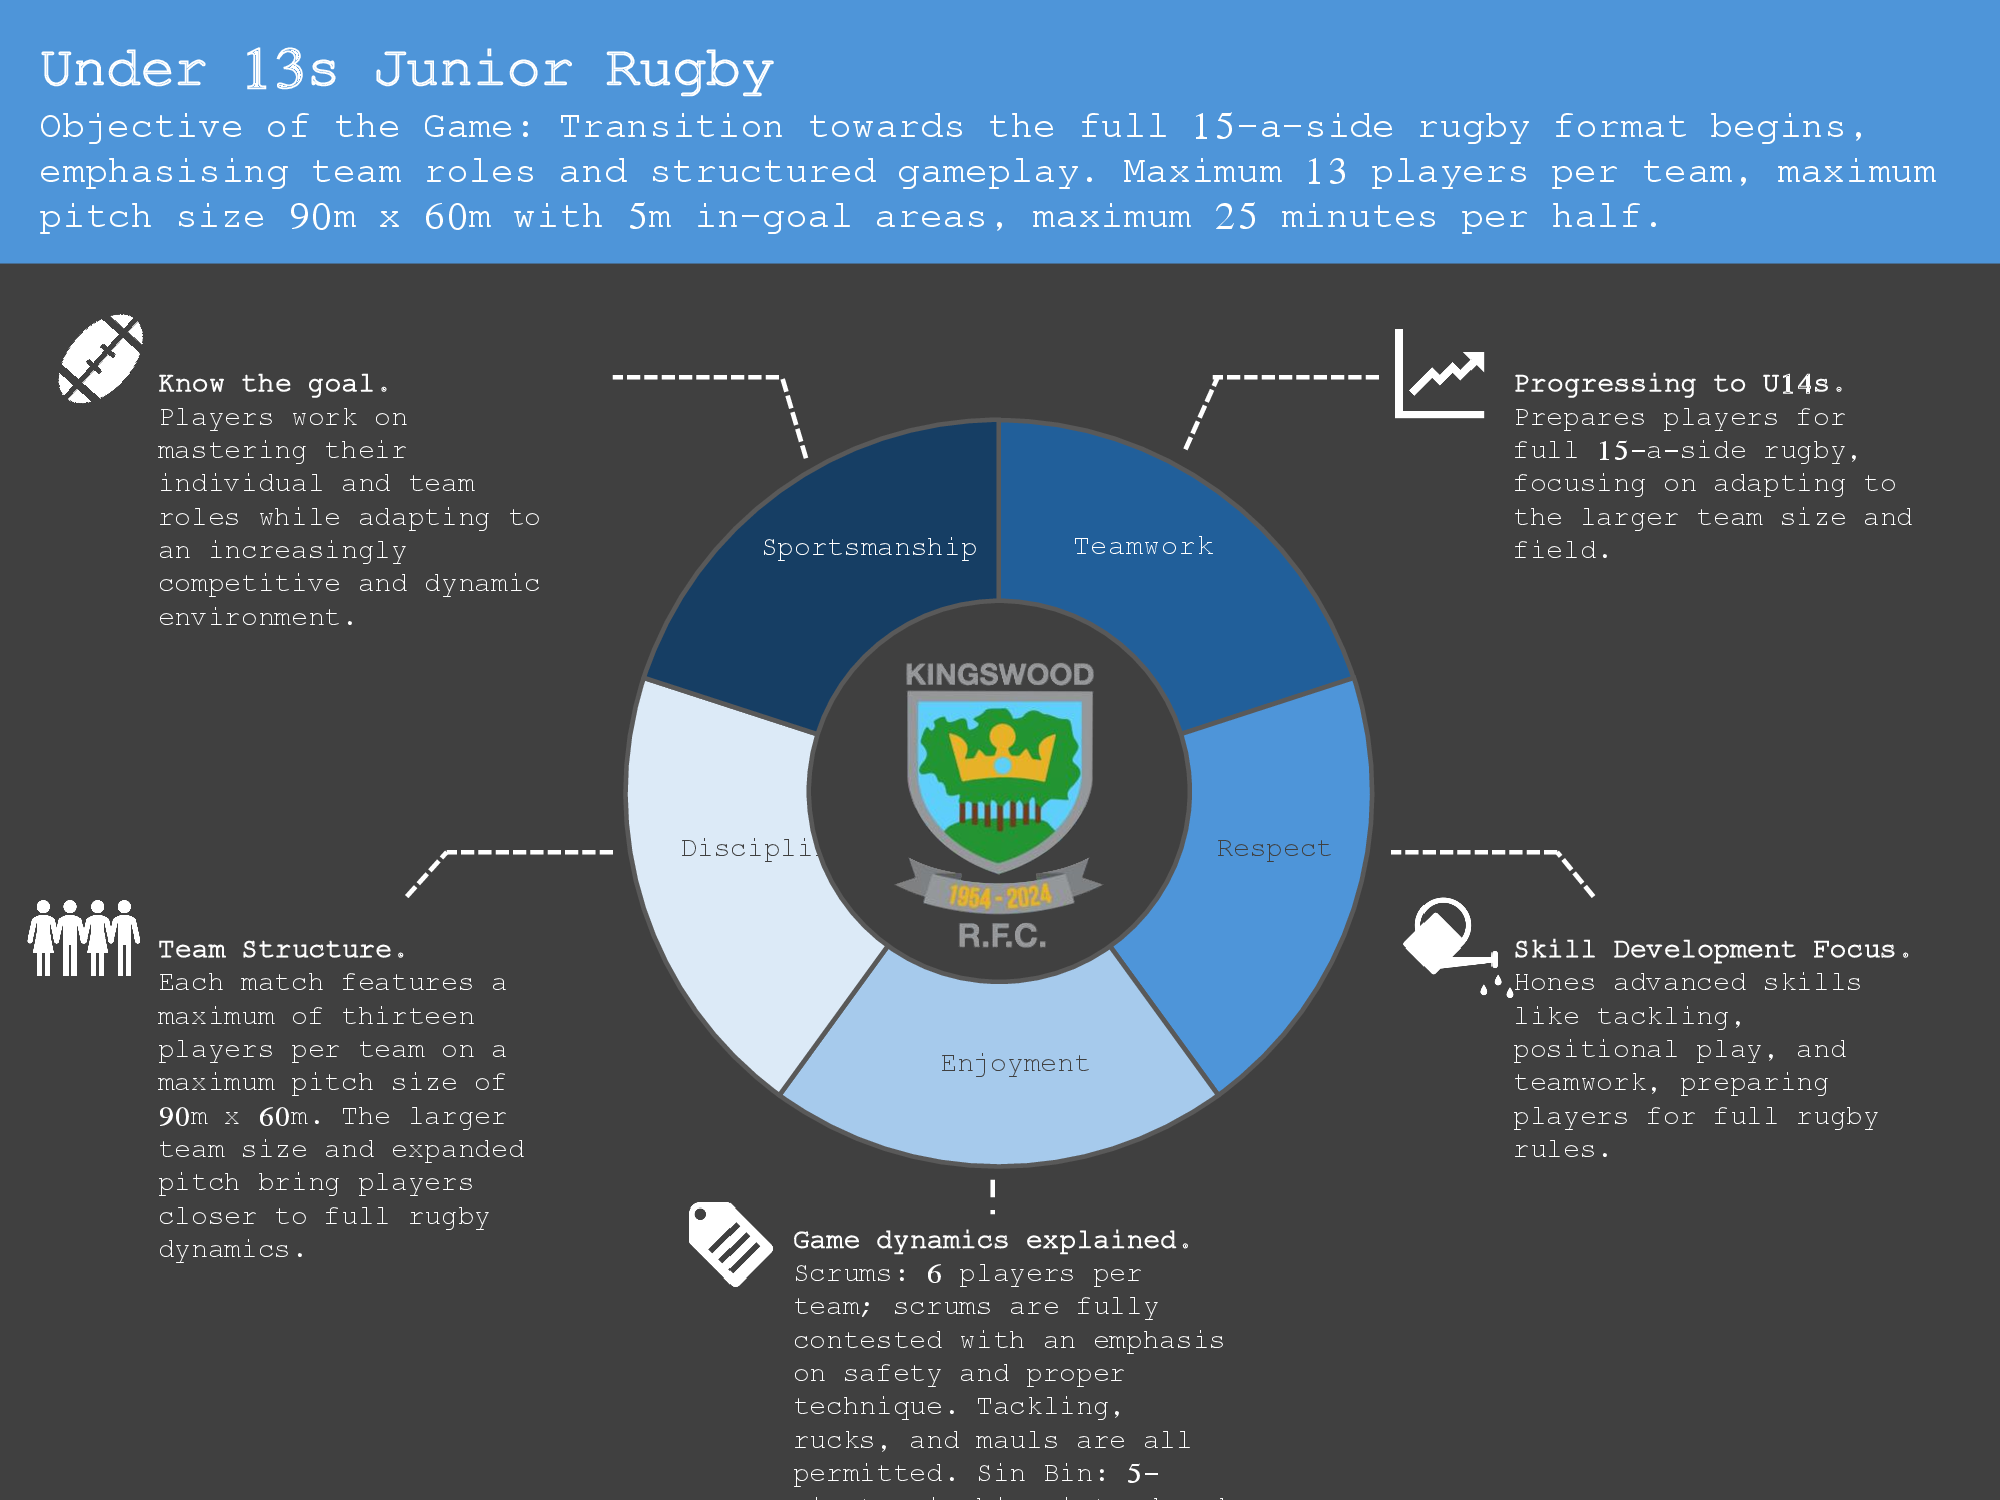 Under 13s Junior Rugby
Objective of the Game: Transition towards the full 15-a-side rugby format begins,
emphasising team roles and structured gameplay. Maximum 13 players per team, maximum
pitch size 90m x 60m with 5m in-goal areas, maximum 25 minutes per half.
Know the goal.
Players work on
mastering their
individual and team
roles while adapting to
an increasingly
competitive and dynamic
environment.
Progressing to U14s.
Prepares players for
full 15-a-side rugby,
focusing on adapting to
the larger team size and
field.
Sportsmanship
Teamwork
Respect
Enjoyment
KINGSWOOD
1954 - 2024
R.F.C.
Team Structure.
Each match features a
maximum of thirteen
players per team on a
maximum pitch size of
90m x 60m. The larger
team size and expanded
pitch bring players
closer to full rugby
dynamics.
Skill Development Focus.
Hones advanced skills
like tackling,
positional play, and
teamwork, preparing
players for full rugby
rules.
Game dynamics explained.
Scrums: 6 players per
team; scrums are fully
contested with an emphasis
on safety and proper
technique. Tackling,
rucks, and mauls are all
permitted. Sin Bin: 5-